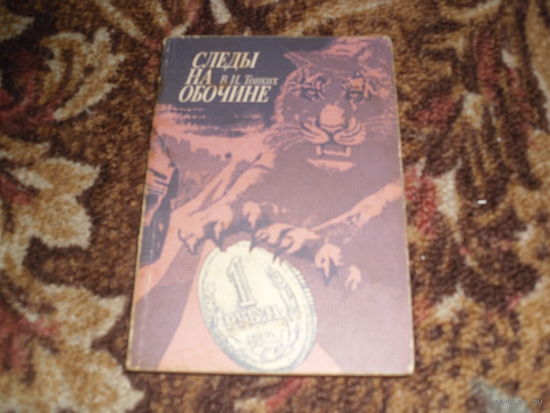 СЛЕДЫ
НА
В. И. Тонких
ОБОЧИНЕ
1
РУБЛЬ